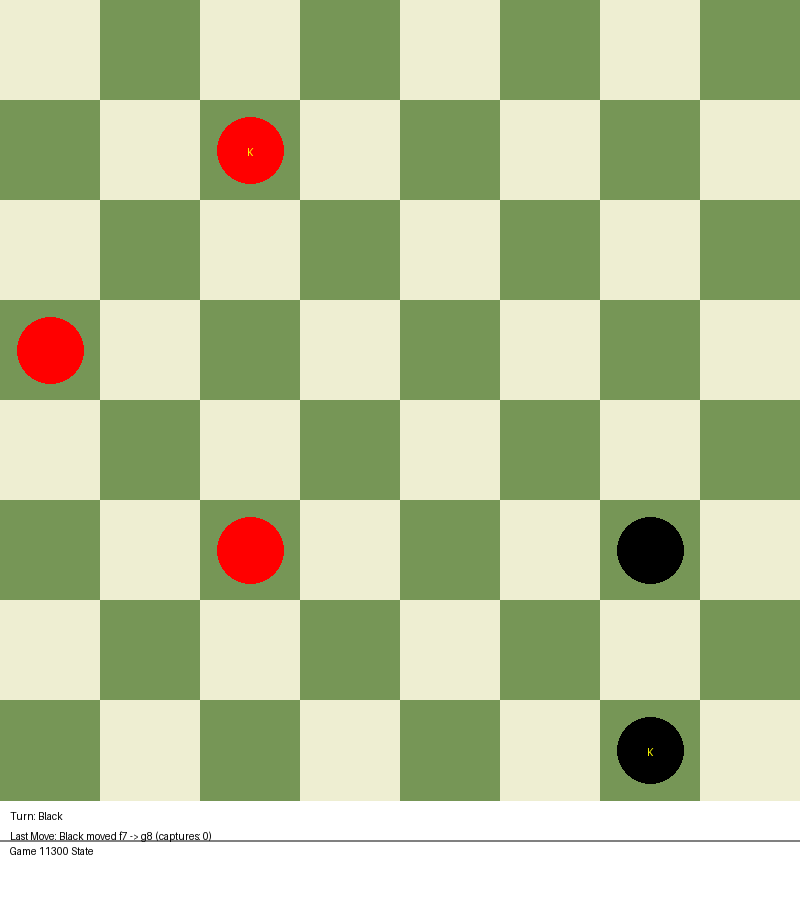 K
K
Turn: Black
Last Move: Black moved f7 -> g8 (captures: 0)
Game 11300 State